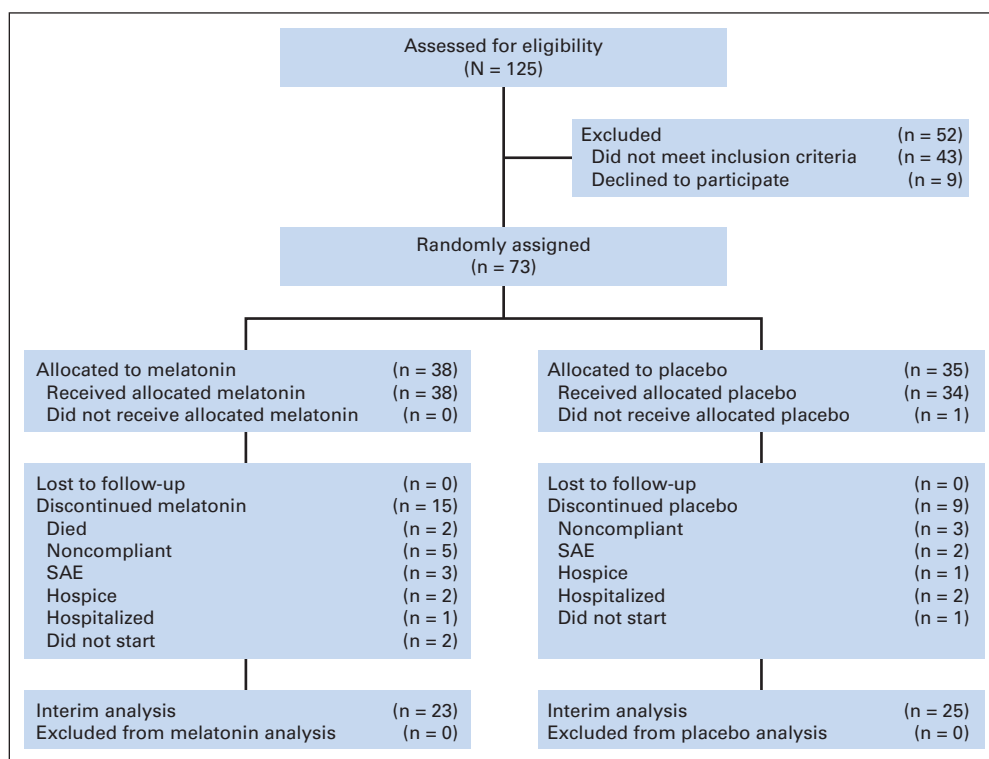 Assessed for eligibility
(N = 125)
Excluded (n = 52)
Did not meet inclusion criteria (n = 43)
Declined to participate (n = 9)
Randomly assigned
(n = 73)
Allocated to melatonin (n = 38)
Received allocated melatonin (n = 38)
Did not receive allocated melatonin (n = 0)
Allocated to placebo (n = 35)
Received allocated placebo (n = 34)
Did not receive allocated placebo (n = 1)
Lost to follow-up (n = 0)
Discontinued melatonin (n = 15)
Died (n = 2)
Noncompliant (n = 5)
SAE (n = 3)
Hospice (n = 2)
Hospitalized (n = 1)
Did not start (n = 2)
Lost to follow-up (n = 0)
Discontinued placebo (n = 9)
Noncompliant (n = 3)
SAE (n = 2)
Hospice (n = 1)
Hospitalized (n = 2)
Did not start (n = 1)
Interim analysis (n = 23)
Excluded from melatonin analysis (n = 0)
Interim analysis (n = 25)
Excluded from placebo analysis (n = 0)